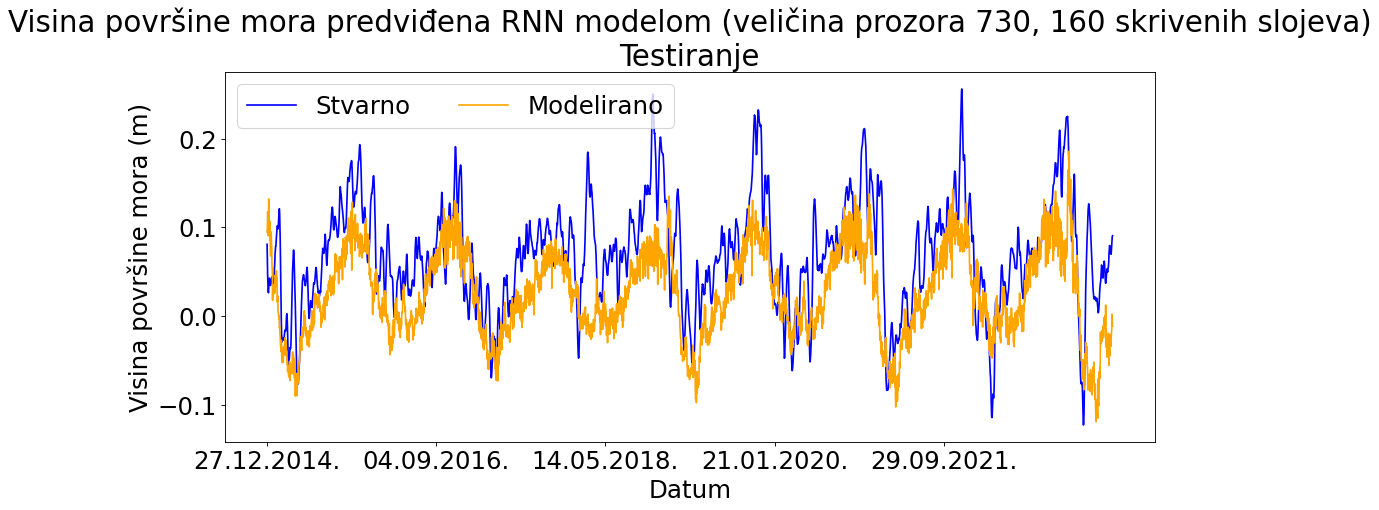 Visina površine mora predviđena RNN modelom (veličina prozora 730, 160 skrivenih slojeva)
Testiranje
Stvarno Modelirano
Visina površine mora (m)
0.2
0.1
0.0
−0.1
27.12.2014. 04.09.2016. 14.05.2018. 21.01.2020. 29.09.2021.
Datum